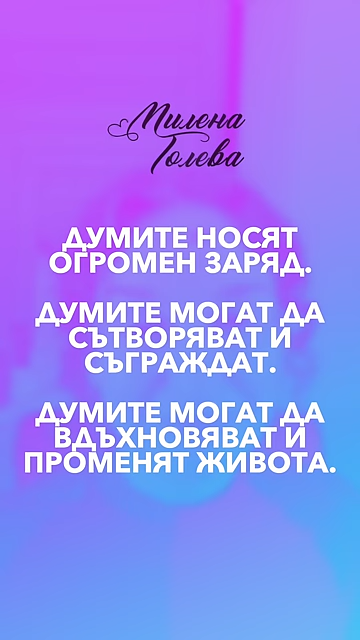 Милена
Голева
ДУМИТЕ НОСЯТ
ОГРОМЕН ЗАРЯД.
ДУМИТЕ МОГАТ ДА
СЪТВОРЯВАТ И
СЪГРАЖДАТ.
ДУМИТЕ МОГАТ ДА
ВДЪХНОВЯВАТ И
ПРОМЕНЯТ ЖИВОТА.